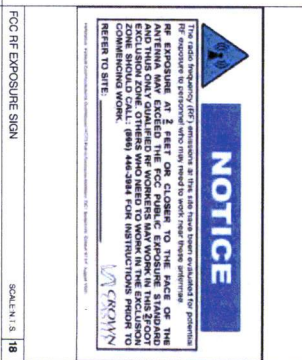 NOTICE
The radio frequency (RF) emissions at this site have been evaluated for potential
RF exposure to personnel who may need to work near these antennae
RF EXPOSURE AT 2 FEET OR CLOSER TO THE FACE OF THE
ANTENNA MAY EXCEED THE FCC PUBLIC EXPOSURE STANDARD
AND THUS ONLY QUALIFIED RF WORKERS MAY WORK IN THIS 2 FOOT
EXCLUSION ZONE. OTHERS WHO NEED TO WORK IN THE EXCLUSION
ZONE SHOULD CALL: (866) 446-3984 FOR INSTRUCTIONS PRIOR TO
COMMENCING WORK.
REFER TO SITE:
CROWN
FCC RF EXPOSURE SIGN
SCALE N.T.S.
18